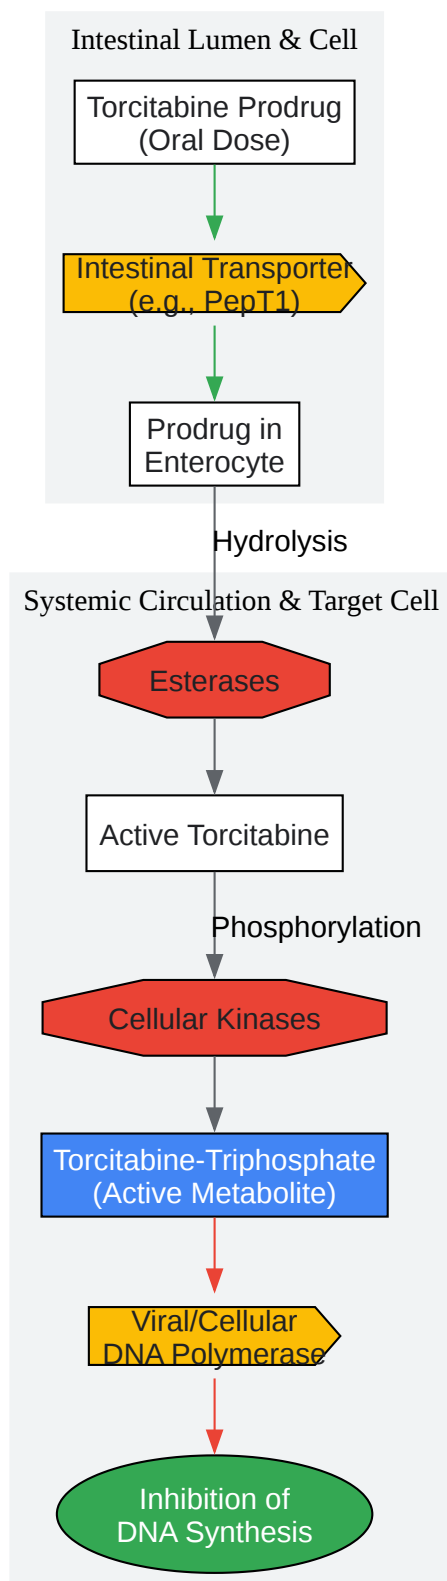 Intestinal Lumen & Cell
Torcitabine Prodrug
(Oral Dose)
Intestinal Transporter
(e.g., PepT1)
Prodrug in
Enterocyte
Hydrolysis
Systemic Circulation & Target Cell
Esterases
Active Torcitabine
Phosphorylation
Cellular Kinases
Torcitabine-Triphosphate
(Active Metabolite)
Viral/Cellular
DNA Polymerase
Inhibition of
DNA Synthesis